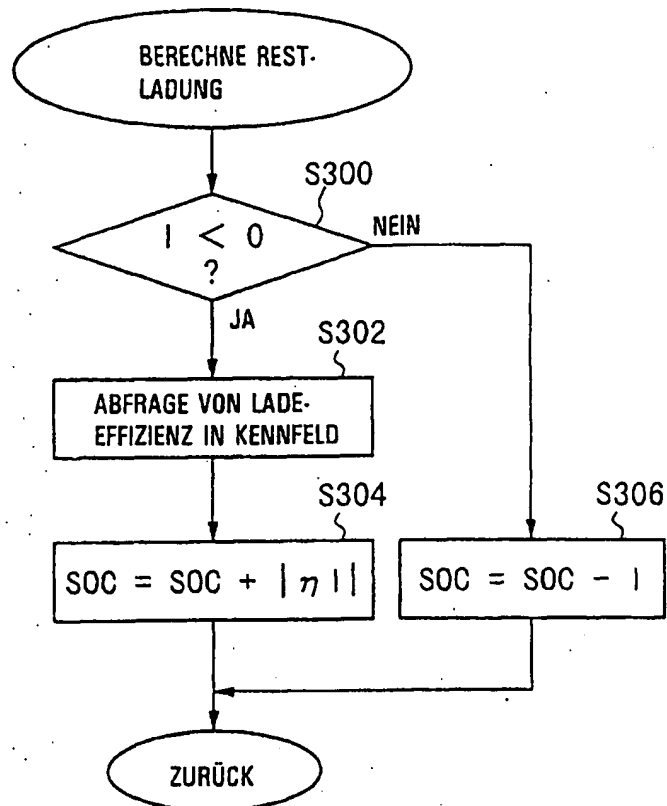 BERECHNE REST-
LADUNG
S300
I < 0
?
NEIN
JA
S302
ABFRAGE VON LADE-
EFFIZIENZ IN KENNFELD
S304
SOC = SOC + | η I |
S306
SOC = SOC - I
ZURÜCK